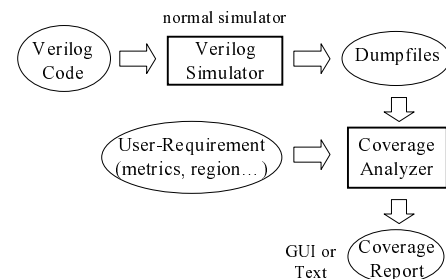 normal simulator
Verilog
Code
Verilog
Simulator
Dumpfiles
User-Requirement
(metrics, region…)
Coverage
Analyzer
GUI or
Text
Coverage
Report